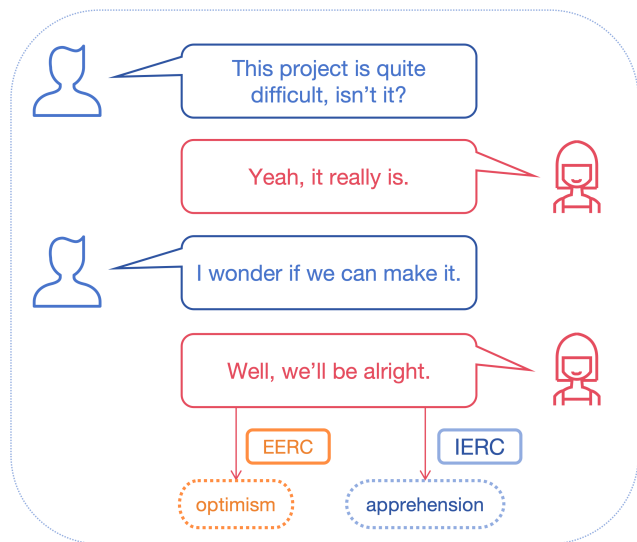 This project is quite
difficult, isn't it?
Yeah, it really is.
I wonder if we can make it.
Well, we'll be alright.
EERC
IERC
optimism
apprehension